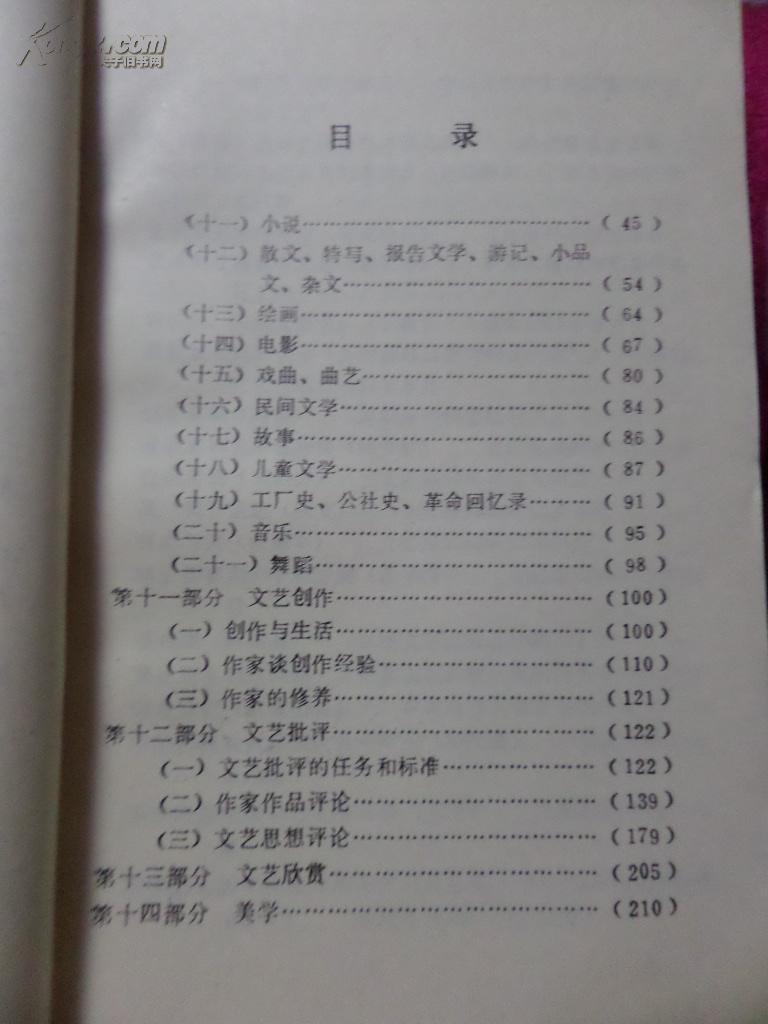 目 录
（十一）小说……………………………………（45）
（十二）散文、特写、报告文学、游记、小品
文、杂文………………………………（54）
（十三）绘画……………………………………（64）
（十四）电影……………………………………（67）
（十五）戏曲、曲艺……………………………（80）
（十六）民间文学………………………………（84）
（十七）故事……………………………………（86）
（十八）儿童文学………………………………（87）
（十九）工厂史、公社史、革命回忆录………（91）
（二十）音乐……………………………………（95）
（二十一）舞蹈…………………………………（98）
第十一部分 文艺创作…………………………………（100）
（一）创作与生活………………………………（100）
（二）作家谈创作经验…………………………（110）
（三）作家的修养………………………………（121）
第十二部分 文艺批评…………………………………（122）
（一）文艺批评的任务和标准…………………（122）
（二）作家作品评论……………………………（139）
（三）文艺思想评论……………………………（179）
第十三部分 文艺欣赏…………………………………（205）
第十四部分 美学………………………………………（210）